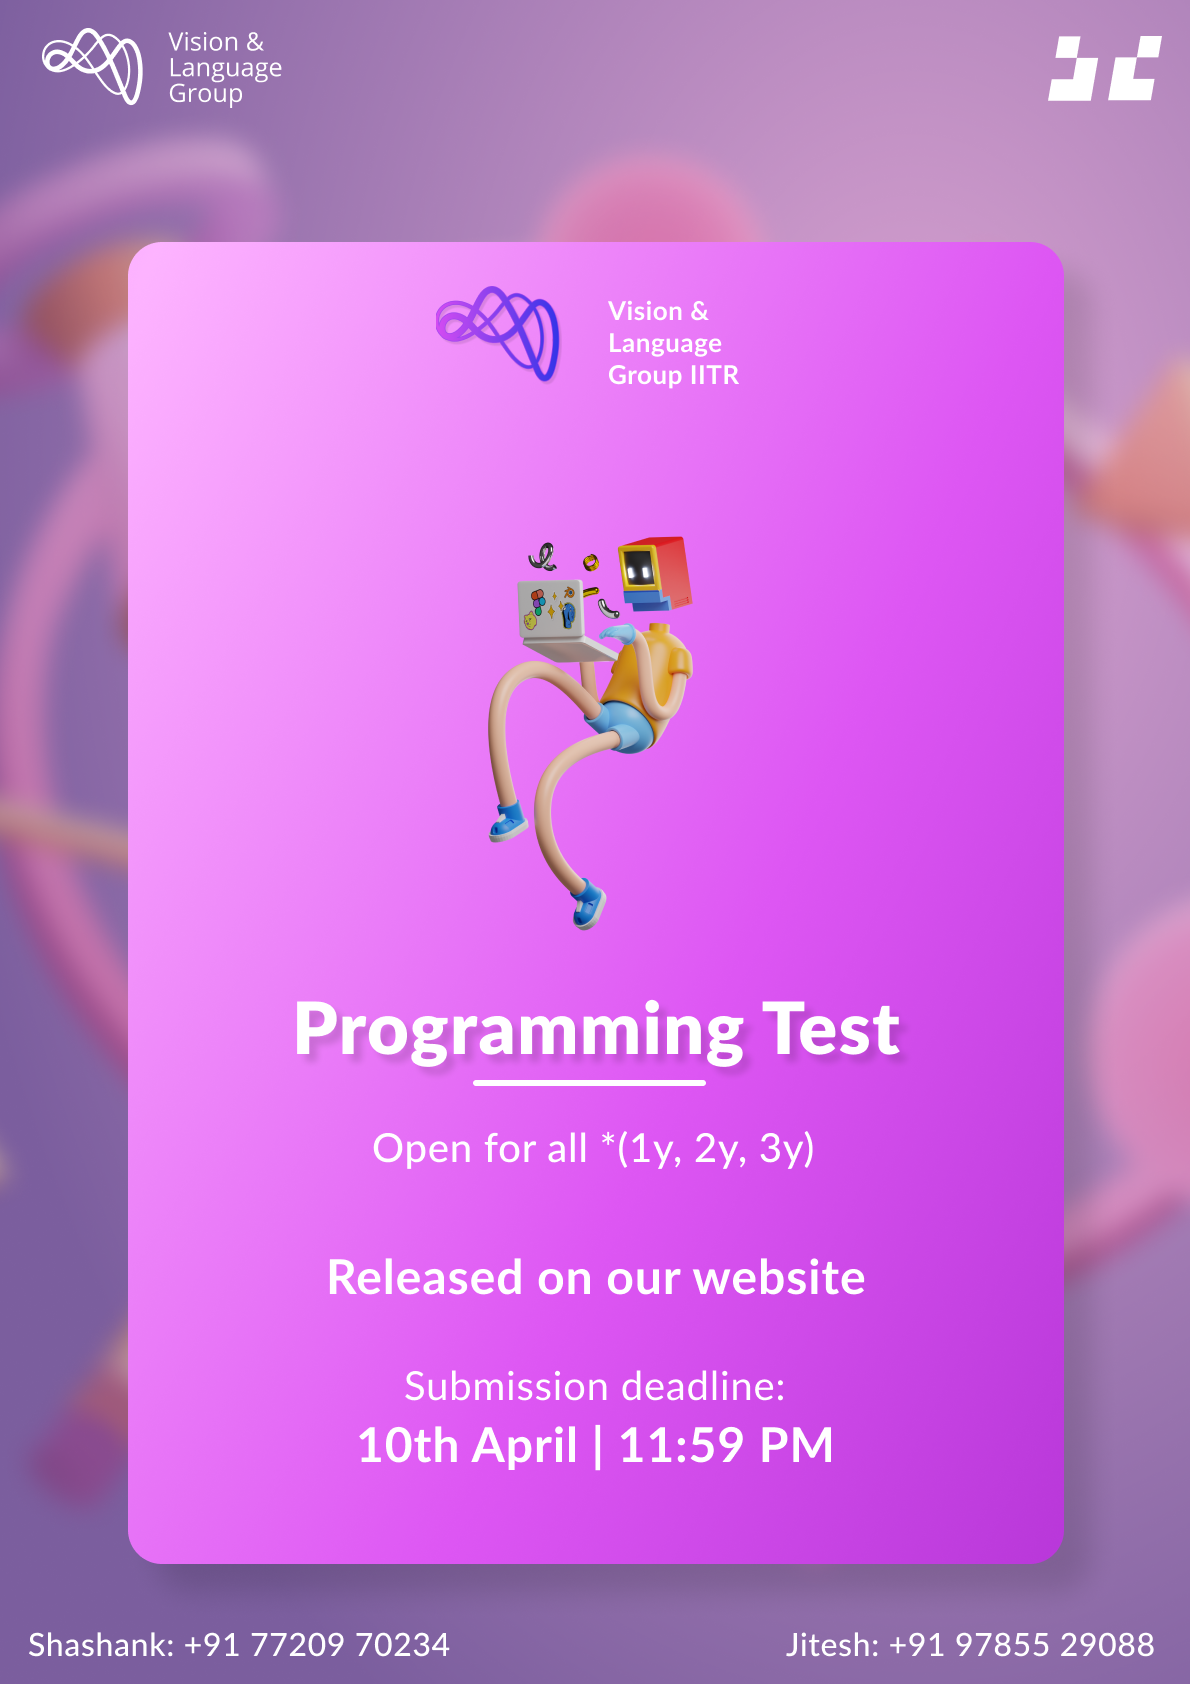 Vision &
Language
Group
Vision &
Language
Group IITR
Programming Test
Open for all *(1y, 2y, 3y)
Released on our website
Submission deadline:
10th April | 11:59 PM
Shashank: +91 77209 70234
Jitesh: +91 97855 29088